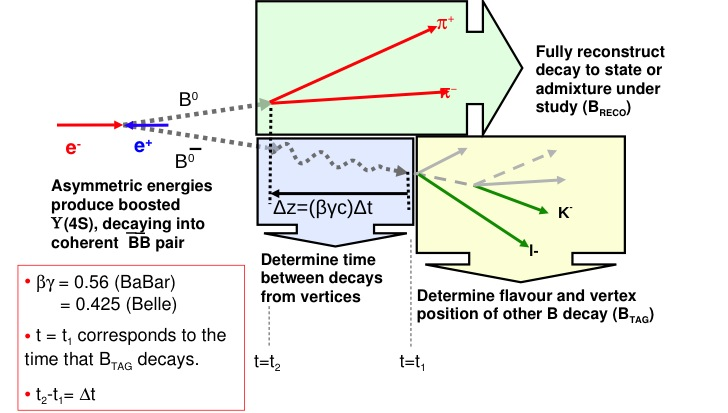 π⁺
Fully reconstruct
decay to state or
admixture under
study (B_RECO)
B⁰
π⁻
e⁻
e⁺
B̅⁰
Asymmetric energies
produce boosted
ϒ(4S), decaying into
coherent B̅B pair
Δz=(βγc)Δt
K⁻
l-
Determine time
between decays
from vertices
Determine flavour and vertex
position of other B decay (B_TAG)
• βγ = 0.56 (BaBar)
= 0.425 (Belle)
• t = t₁ corresponds to the
time that B_TAG decays.
• t₂-t₁= Δt
t=t₂
t=t₁